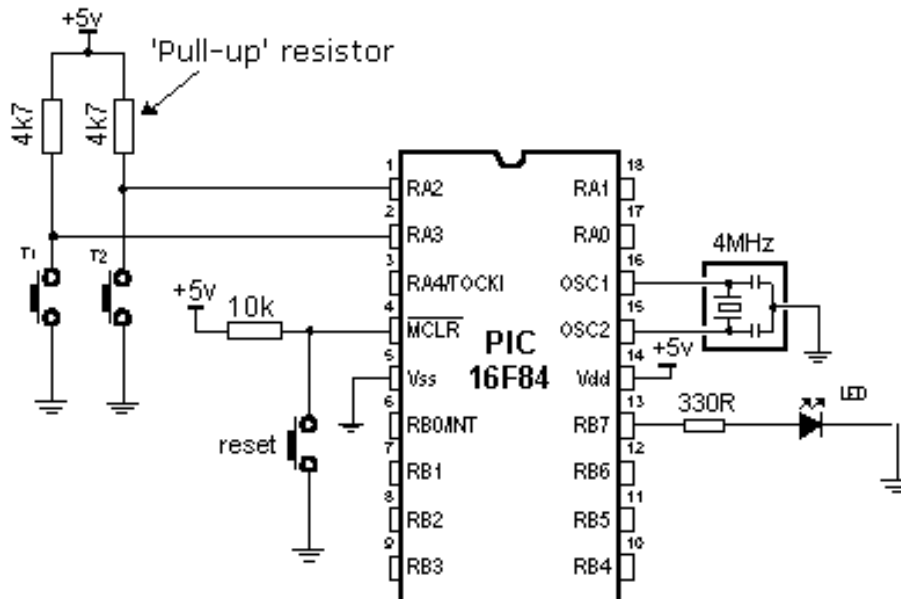 +5v
'Pull-up' resistor
4k7
4k7
T1
T2
+5v
10k
reset
1
RA2
2
RA3
3
RA4/TOCKI
4
MCLR
5
Vss
6
RB0/INT
7
RB1
8
RB2
9
RB3
PIC
16F84
18
RA1
17
RA0
16
OSC1
15
OSC2
14
Vdd
13
RB7
12
RB6
11
RB5
10
RB4
4MHz
+5v
330R
LED